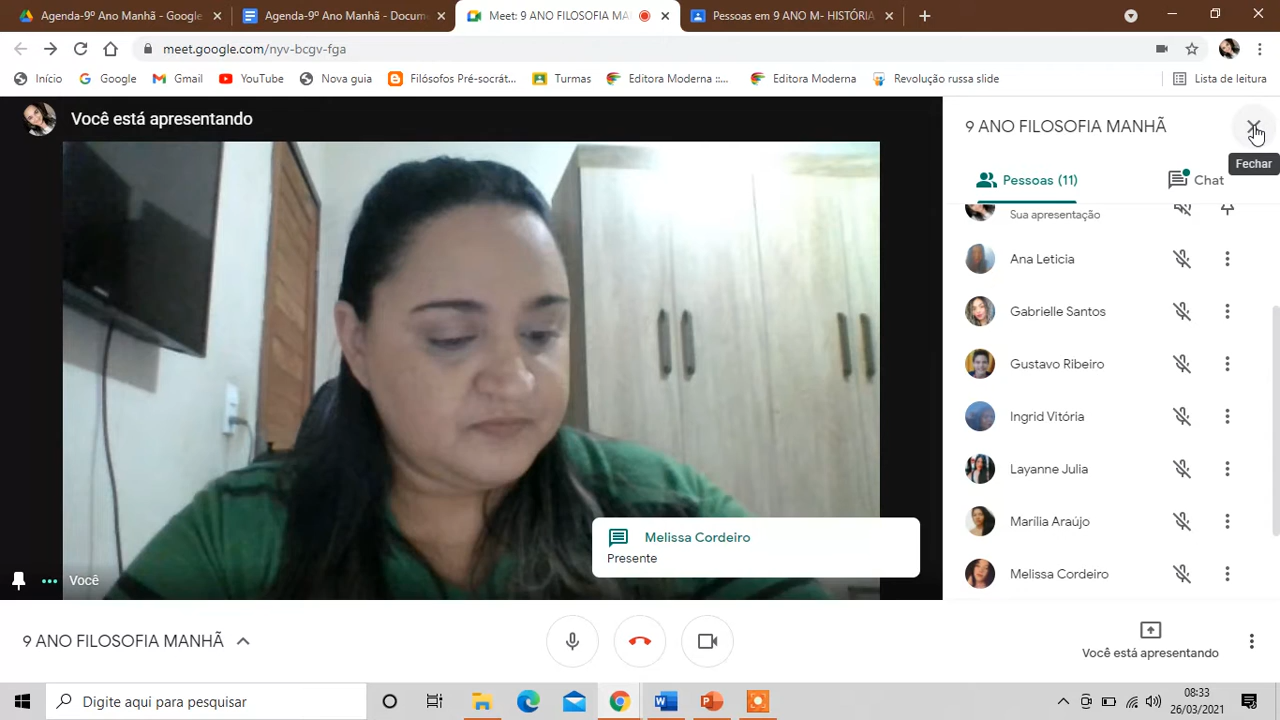 Agenda-9º Ano Manhã - Google
Agenda-9º Ano Manhã - Docum
Meet: 9 ANO FILOSOFIA MA
Pessoas em 9 ANO M- HISTÓRIA
meet.google.com/nyv-bcgv-fga
Início
Google
Gmail
YouTube
Nova guia
Filósofos Pré-socrát...
Turmas
Editora Moderna ::..
Editora Moderna
Revolução russa slide
Lista de leitura
Você está apresentando
9 ANO FILOSOFIA MANHÃ
Fechar
Pessoas (11)
Chat
Sua apresentação
Ana Leticia
Gabrielle Santos
Gustavo Ribeiro
Ingrid Vitória
Layanne Julia
Marília Araújo
Melissa Cordeiro
Melissa Cordeiro
Presente
Você
9 ANO FILOSOFIA MANHÃ
Você está apresentando
Digite aqui para pesquisar
08:33
26/03/2021